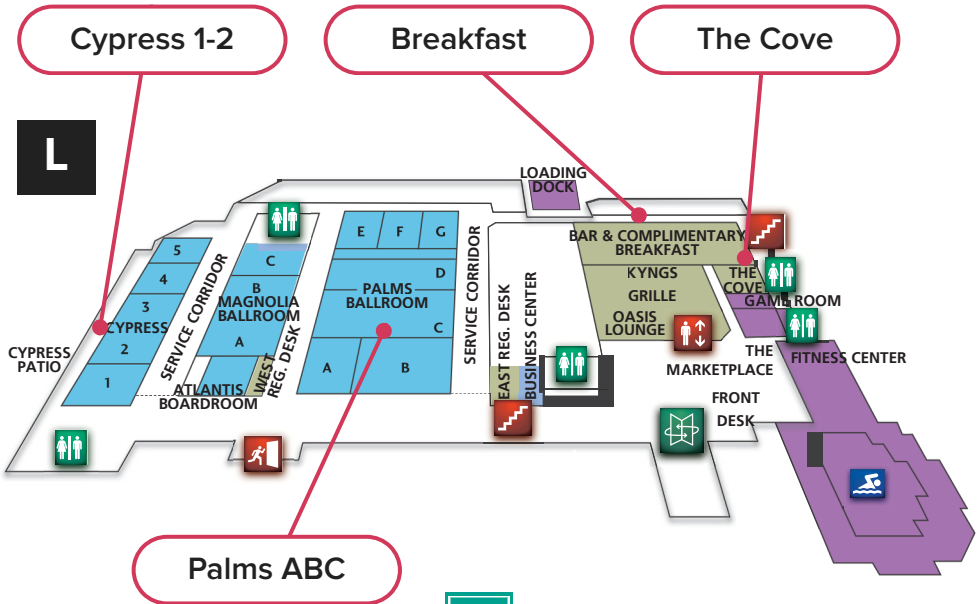 Cypress 1-2
Breakfast
The Cove
L
LOADING
DOCK
5
4
3
CYPRESS
2
1
CYPRESS
PATIO
SERVICE CORRIDOR
C
B
MAGNOLIA
BALLROOM
A
ATLANTIS
BOARDROOM
WEST
REG. DESK
E
F
G
D
PALMS
BALLROOM
C
A
B
SERVICE CORRIDOR
EAST REG. DESK
BUSINESS CENTER
BAR & COMPLIMENTARY
BREAKFAST
KYNGS
GRILLE
OASIS
LOUNGE
THE
COVE
GAME ROOM
THE
MARKETPLACE
FITNESS CENTER
FRONT
DESK
Palms ABC